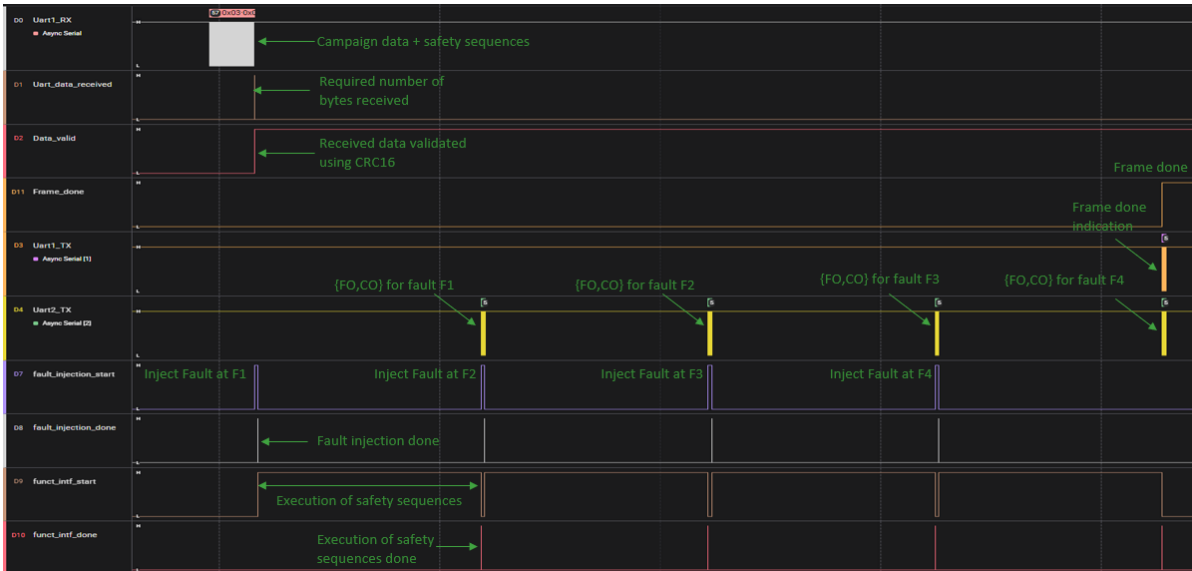 D0 Uart1_RX
Async Serial
0x03 0x0
H
L
Campaign data + safety sequences
D1 Uart_data_received
H
L
Required number of
bytes received
D2 Data_valid
H
L
Received data validated
using CRC16
D11 Frame_done
H
L
Frame done
D3 Uart1_TX
Async Serial [1]
H
L
Frame done
indication
D4 Uart2_TX
Async Serial [2]
H
L
{FO,CO} for fault F1
{FO,CO} for fault F2
{FO,CO} for fault F3
{FO,CO} for fault F4
D7 fault_injection_start
H
L
Inject Fault at F1
Inject Fault at F2
Inject Fault at F3
Inject Fault at F4
D8 fault_injection_done
H
L
Fault injection done
D9 funct_intf_start
H
L
Execution of safety sequences
D10 funct_intf_done
H
L
Execution of safety
sequences done